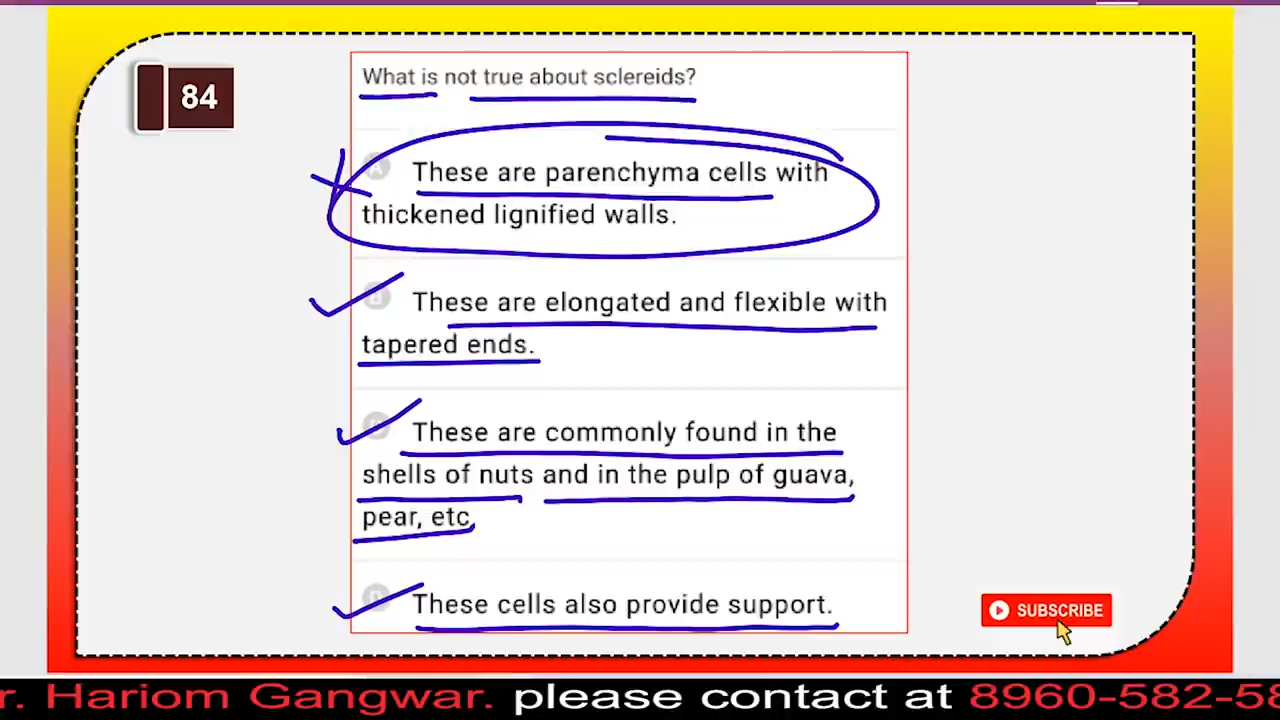 84
What is not true about sclereids?
A These are parenchyma cells with
thickened lignified walls.
B These are elongated and flexible with
tapered ends.
These are commonly found in the
shells of nuts and in the pulp of guava,
pear, etc.
These cells also provide support.
SUBSCRIBE
r. Hariom Gangwar. please contact at 8960-582-58